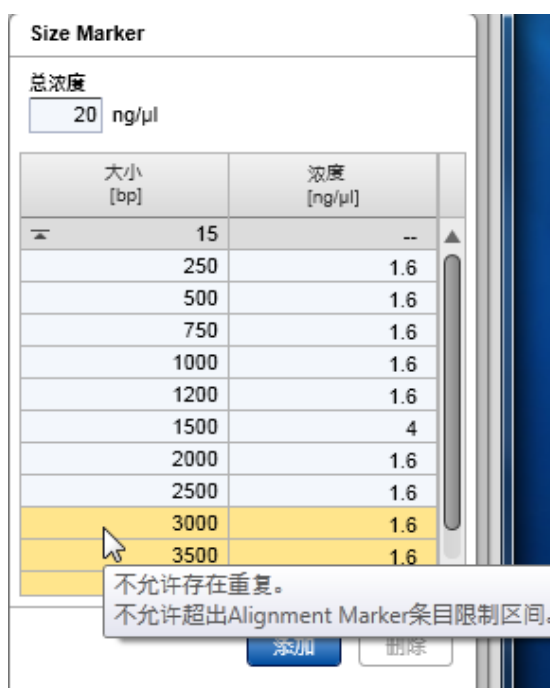 Size Marker
总浓度
20 ng/µl
大小 浓度
[bp] [ng/µl]
15 --
250 1.6
500 1.6
750 1.6
1000 1.6
1200 1.6
1500 4
2000 1.6
2500 1.6
3000 1.6
3500 1.6
不允许存在重复。
不允许超出Alignment Marker条目限制区间。
添加 删除